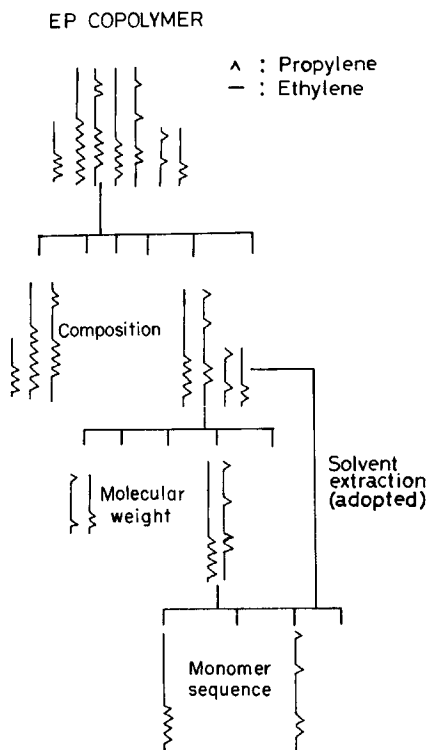 EP COPOLYMER
ʌ : Propylene
— : Ethylene
Composition
Molecular
weight
Solvent
extraction
(adopted)
Monomer
sequence